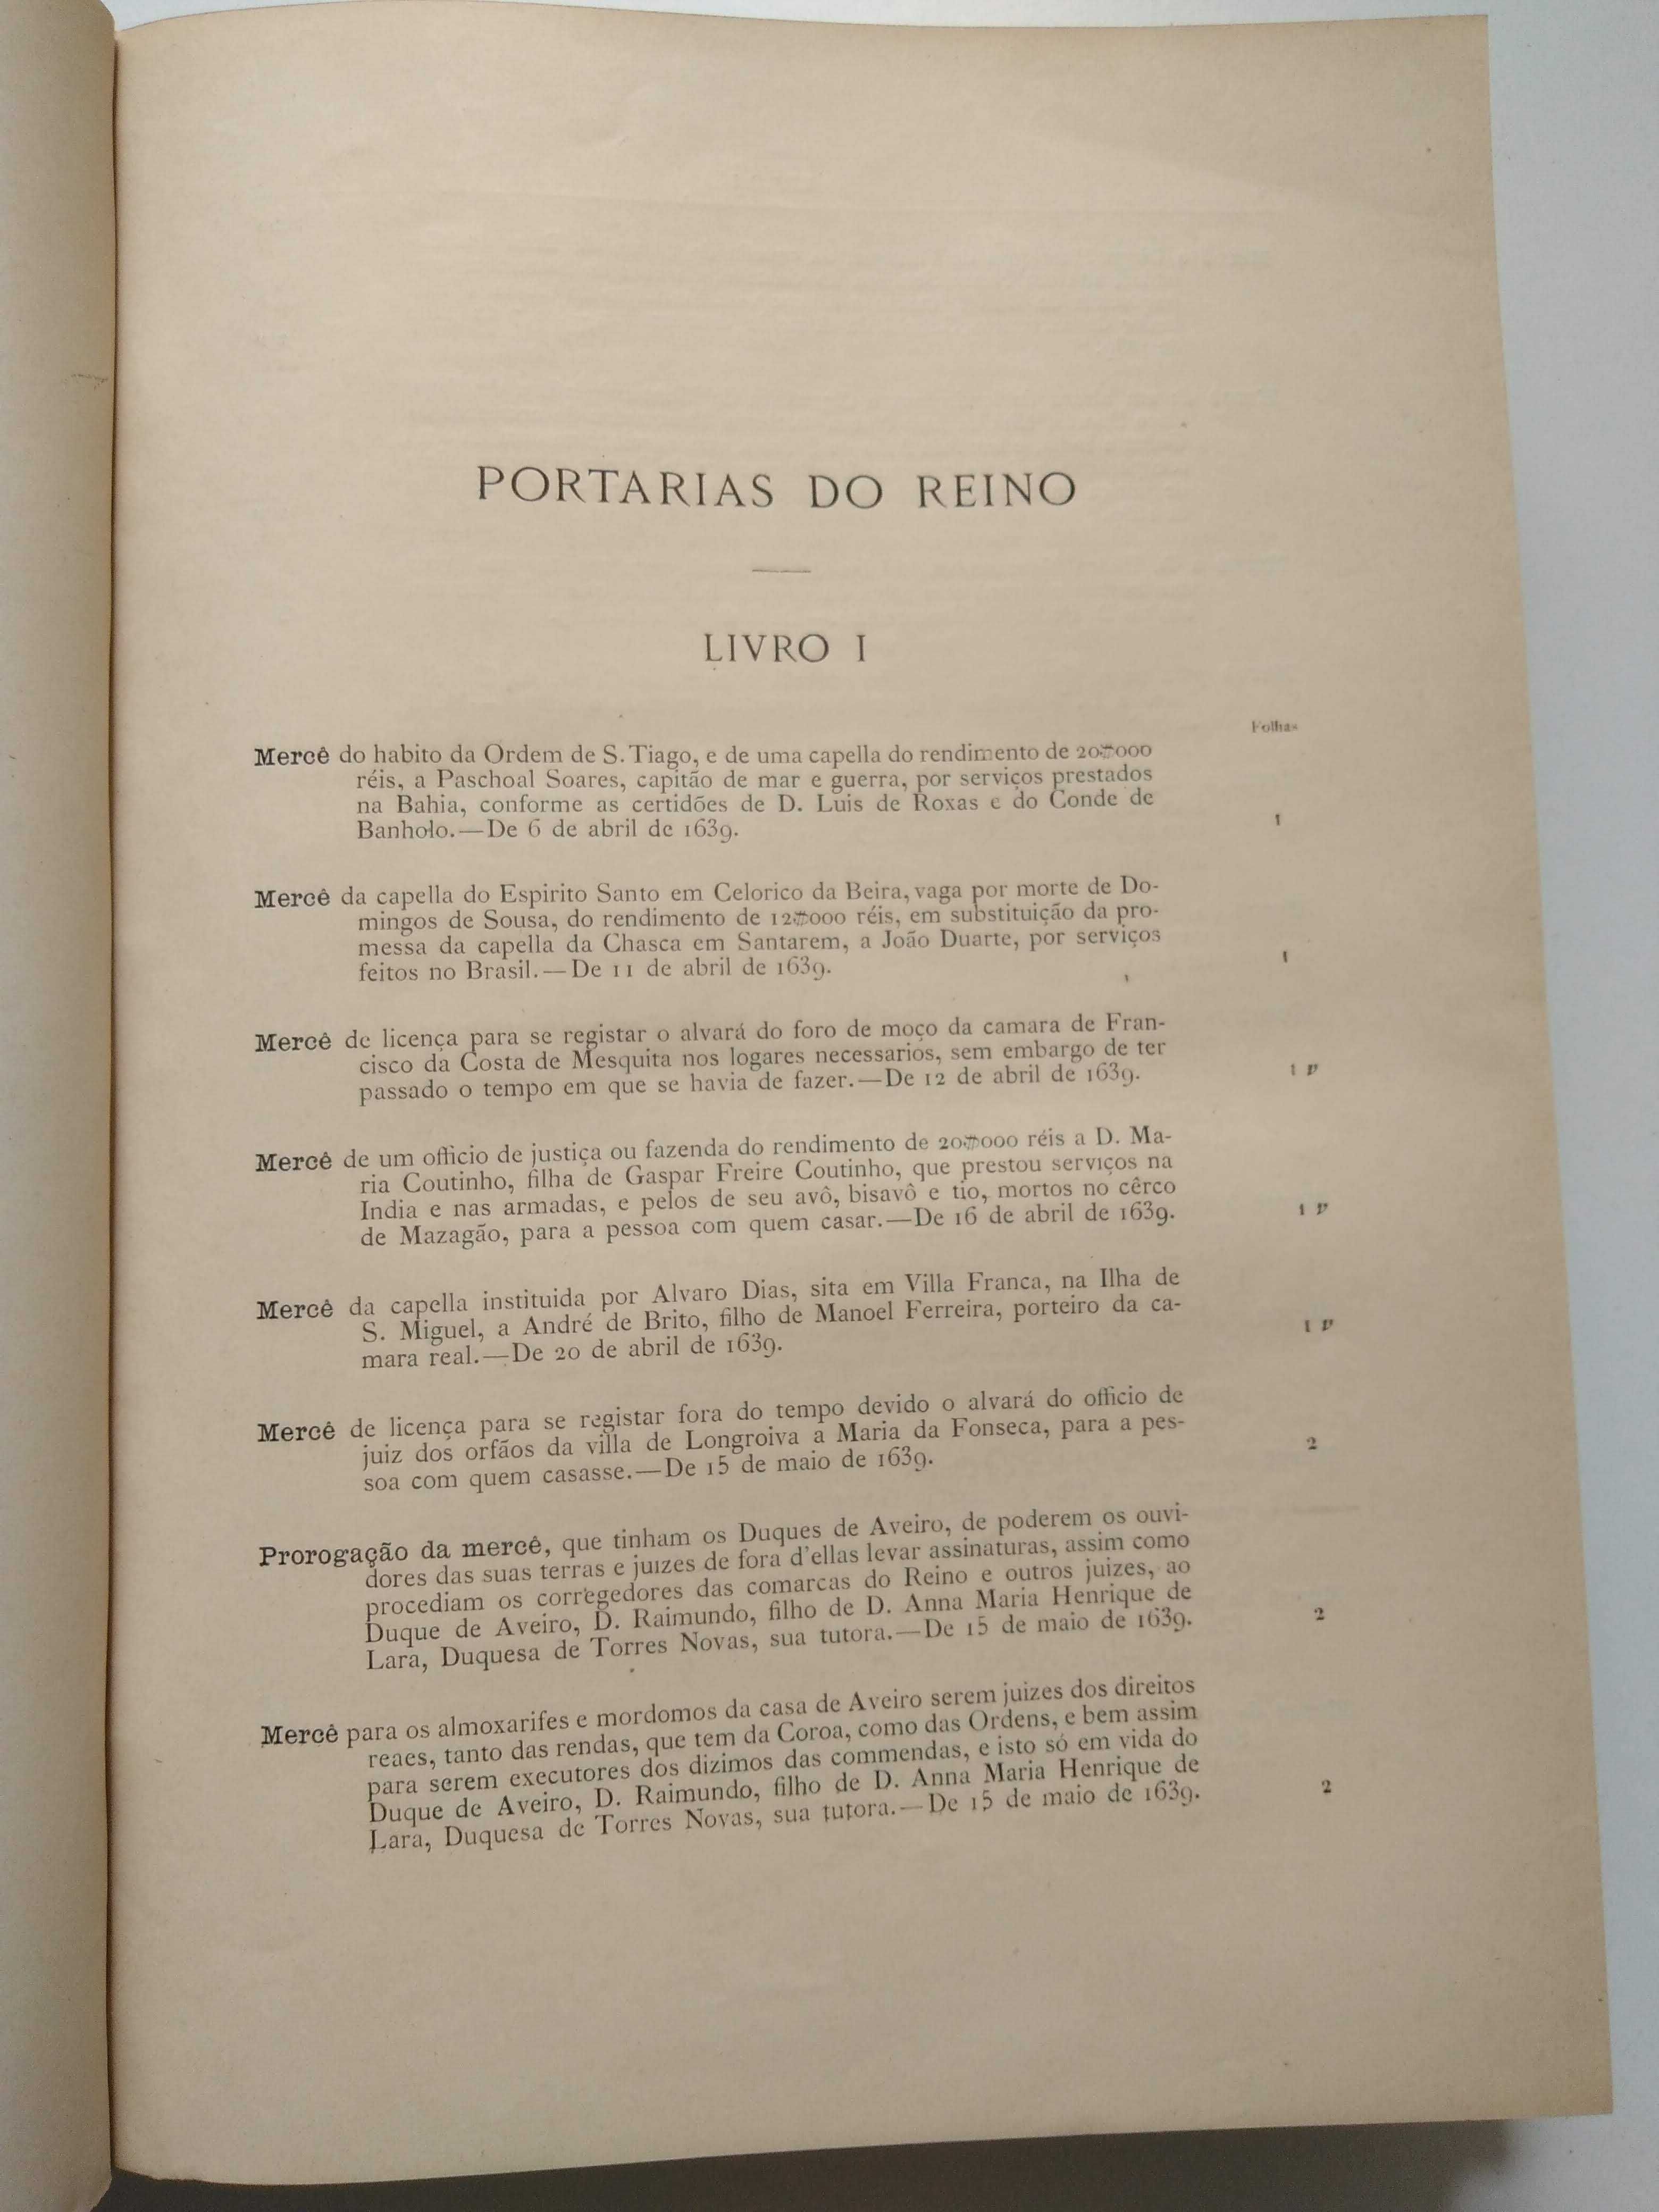 PORTARIAS DO REINO
LIVRO I
Folhas
Mercê do habito da Ordem de S. Tiago, e de uma capella do rendimento de 20$000
réis, a Paschoal Soares, capitão de mar e guerra, por serviços prestados
na Bahia, conforme as certidões de D. Luis de Roxas e do Conde de
Banholo.—De 6 de abril de 1639. 1
Mercê da capella do Espirito Santo em Celorico da Beira, vaga por morte de Do-
mingos de Sousa, do rendimento de 12$000 réis, em substituição da pro-
messa da capella da Chasca em Santarem, a João Duarte, por serviços
feitos no Brasil.—De 11 de abril de 1639. 1
Mercê de licença para se registar o alvará do foro de moço da camara de Fran-
cisco da Costa de Mesquita nos logares necessarios, sem embargo de ter
passado o tempo em que se havia de fazer.—De 12 de abril de 1639. 1 v
Mercê de um officio de justiça ou fazenda do rendimento de 20$000 réis a D. Ma-
ria Coutinho, filha de Gaspar Freire Coutinho, que prestou serviços na
India e nas armadas, e pelos de seu avô, bisavô e tio, mortos no cêrco
de Mazagão, para a pessoa com quem casar.—De 16 de abril de 1639. 1 v
Mercê da capella instituida por Alvaro Dias, sita em Villa Franca, na Ilha de
S. Miguel, a André de Brito, filho de Manoel Ferreira, porteiro da ca-
mara real.—De 20 de abril de 1639. 1 v
Mercê de licença para se registar fora do tempo devido o alvará do officio de
juiz dos orfãos da villa de Longroiva a Maria da Fonseca, para a pes-
soa com quem casasse.—De 15 de maio de 1639. 2
Prorogação da mercê, que tinham os Duques de Aveiro, de poderem os ouvi-
dores das suas terras e juizes de fora d'ellas levar assinaturas, assim como
procediam os corregedores das comarcas do Reino e outros juizes, ao
Duque de Aveiro, D. Raimundo, filho de D. Anna Maria Henrique de
Lara, Duquesa de Torres Novas, sua tutora.—De 15 de maio de 1639. 2
Mercê para os almoxarifes e mordomos da casa de Aveiro serem juizes dos direitos
reaes, tanto das rendas, que tem da Coroa, como das Ordens, e bem assim
para serem executores dos dizimos das commendas, e isto só em vida do
Duque de Aveiro, D. Raimundo, filho de D. Anna Maria Henrique de
Lara, Duquesa de Torres Novas, sua tutora.—De 15 de maio de 1639. 2